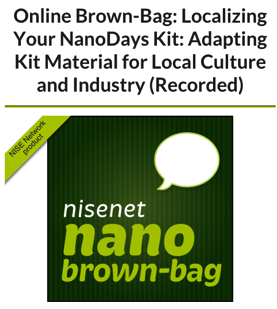 Online Brown-Bag: Localizing
Your NanoDays Kit: Adapting
Kit Material for Local Culture
and Industry (Recorded)
NISE Network
product
nisenet
nano
brown-bag